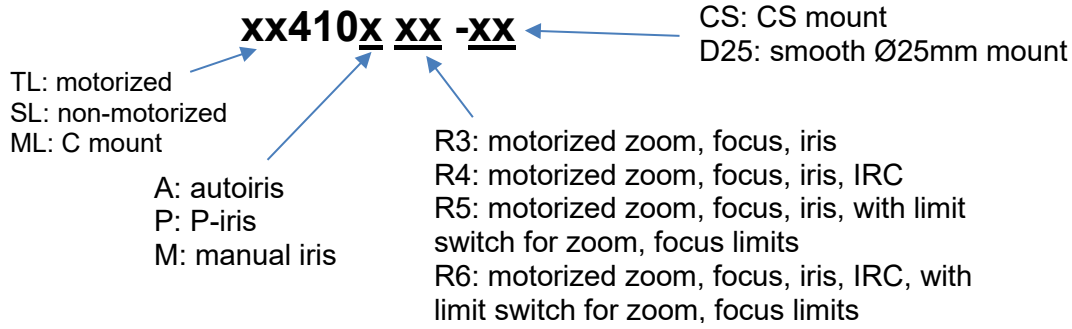 xx410x xx -xx
CS: CS mount
D25: smooth Ø25mm mount
TL: motorized
SL: non-motorized
ML: C mount
A: autoiris
P: P-iris
M: manual iris
R3: motorized zoom, focus, iris
R4: motorized zoom, focus, iris, IRC
R5: motorized zoom, focus, iris, with limit
switch for zoom, focus limits
R6: motorized zoom, focus, iris, IRC, with
limit switch for zoom, focus limits